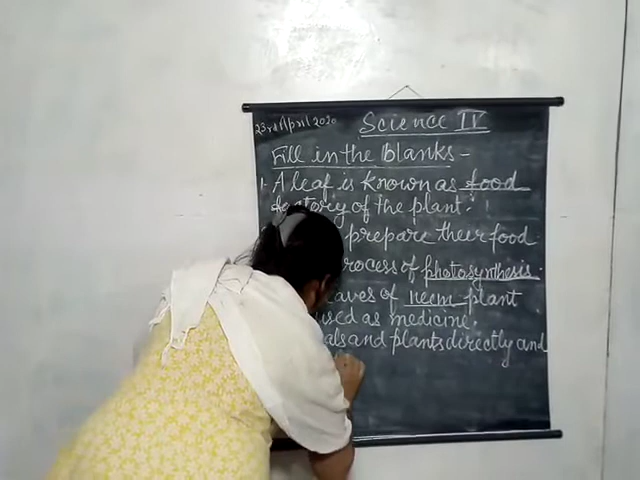 23rd April 2020
Science IV
Fill in the blanks -
1. A leaf is known as food
factory of the plant.
prepare their food
process of photosynthesis.
leaves of neem plant
used as medicine.
and plants directly and